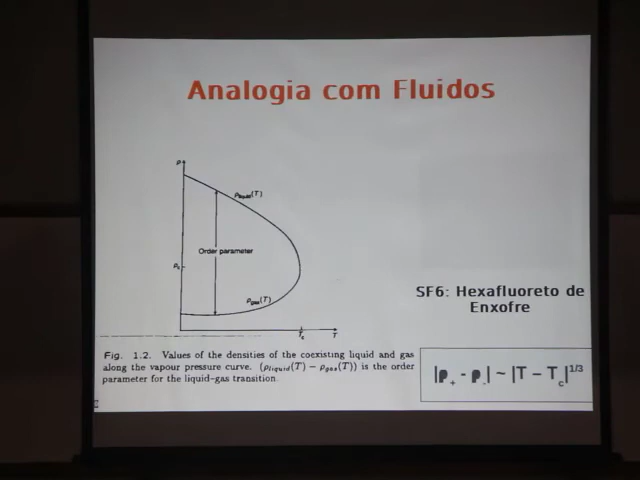 Analogia com Fluidos
ρ
ρliquid(T)
Order parameter
ρc
ρgas(T)
Tc
T
SF6: Hexafluoreto de
Enxofre
Fig. 1.2. Values of the densities of the coexisting liquid and gas
along the vapour pressure curve. (ρliquid(T) − ρgas(T)) is the order
parameter for the liquid-gas transition.
|ρ+ - ρ-| ~ |T – Tc|1/3